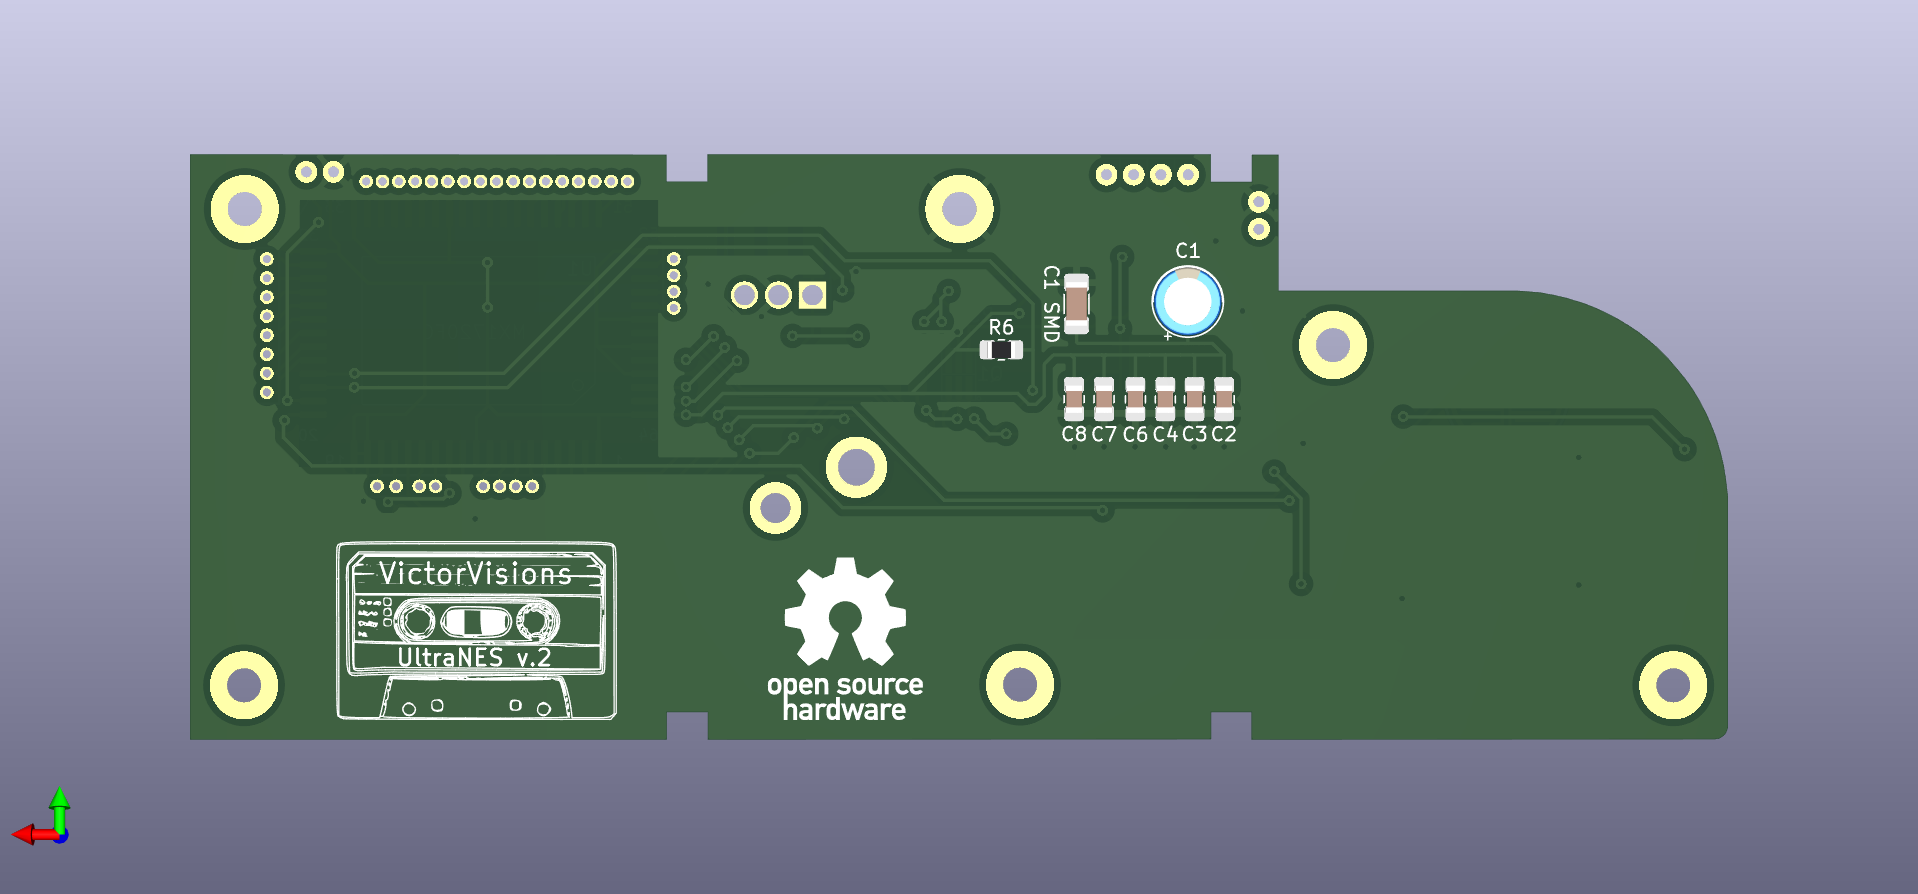 C1
C1 SMD
R6
+
C8 C7 C6 C4 C3 C2
VictorVisions
UltraNES v.2
open source
hardware